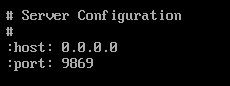 # Server Configuration
#
:host: 0.0.0.0
:port: 9869